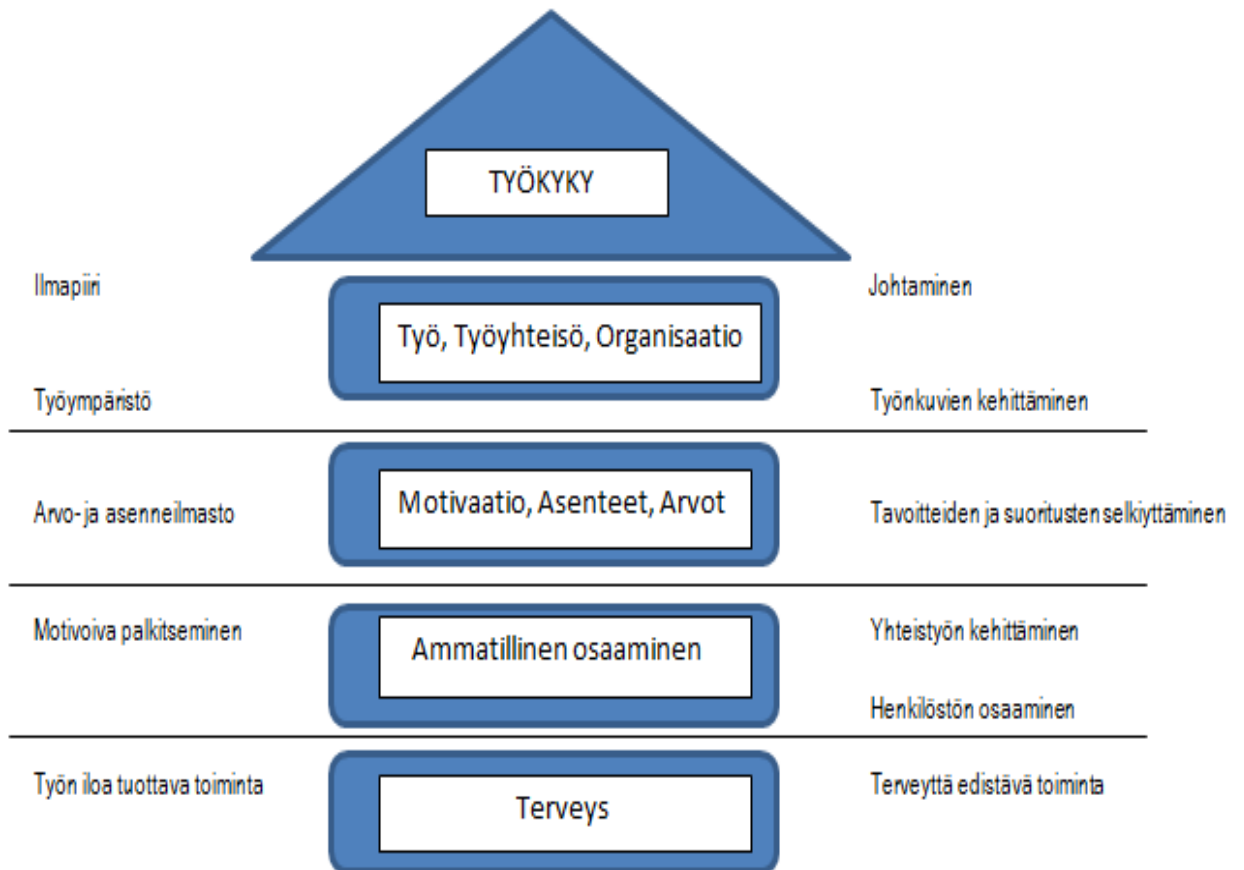 TYÖKYKY
Ilmapiiri
Johtaminen
Työ, Työyhteisö, Organisaatio
Työympäristö
Työnkuvien kehittäminen
Arvo- ja asenneilmasto
Motivaatio, Asenteet, Arvot
Tavoitteiden ja suoritusten selkiyttäminen
Motivoiva palkitseminen
Ammatillinen osaaminen
Yhteistyön kehittäminen
Henkilöstön osaaminen
Työn iloa tuottava toiminta
Terveys
Terveyttä edistävä toiminta